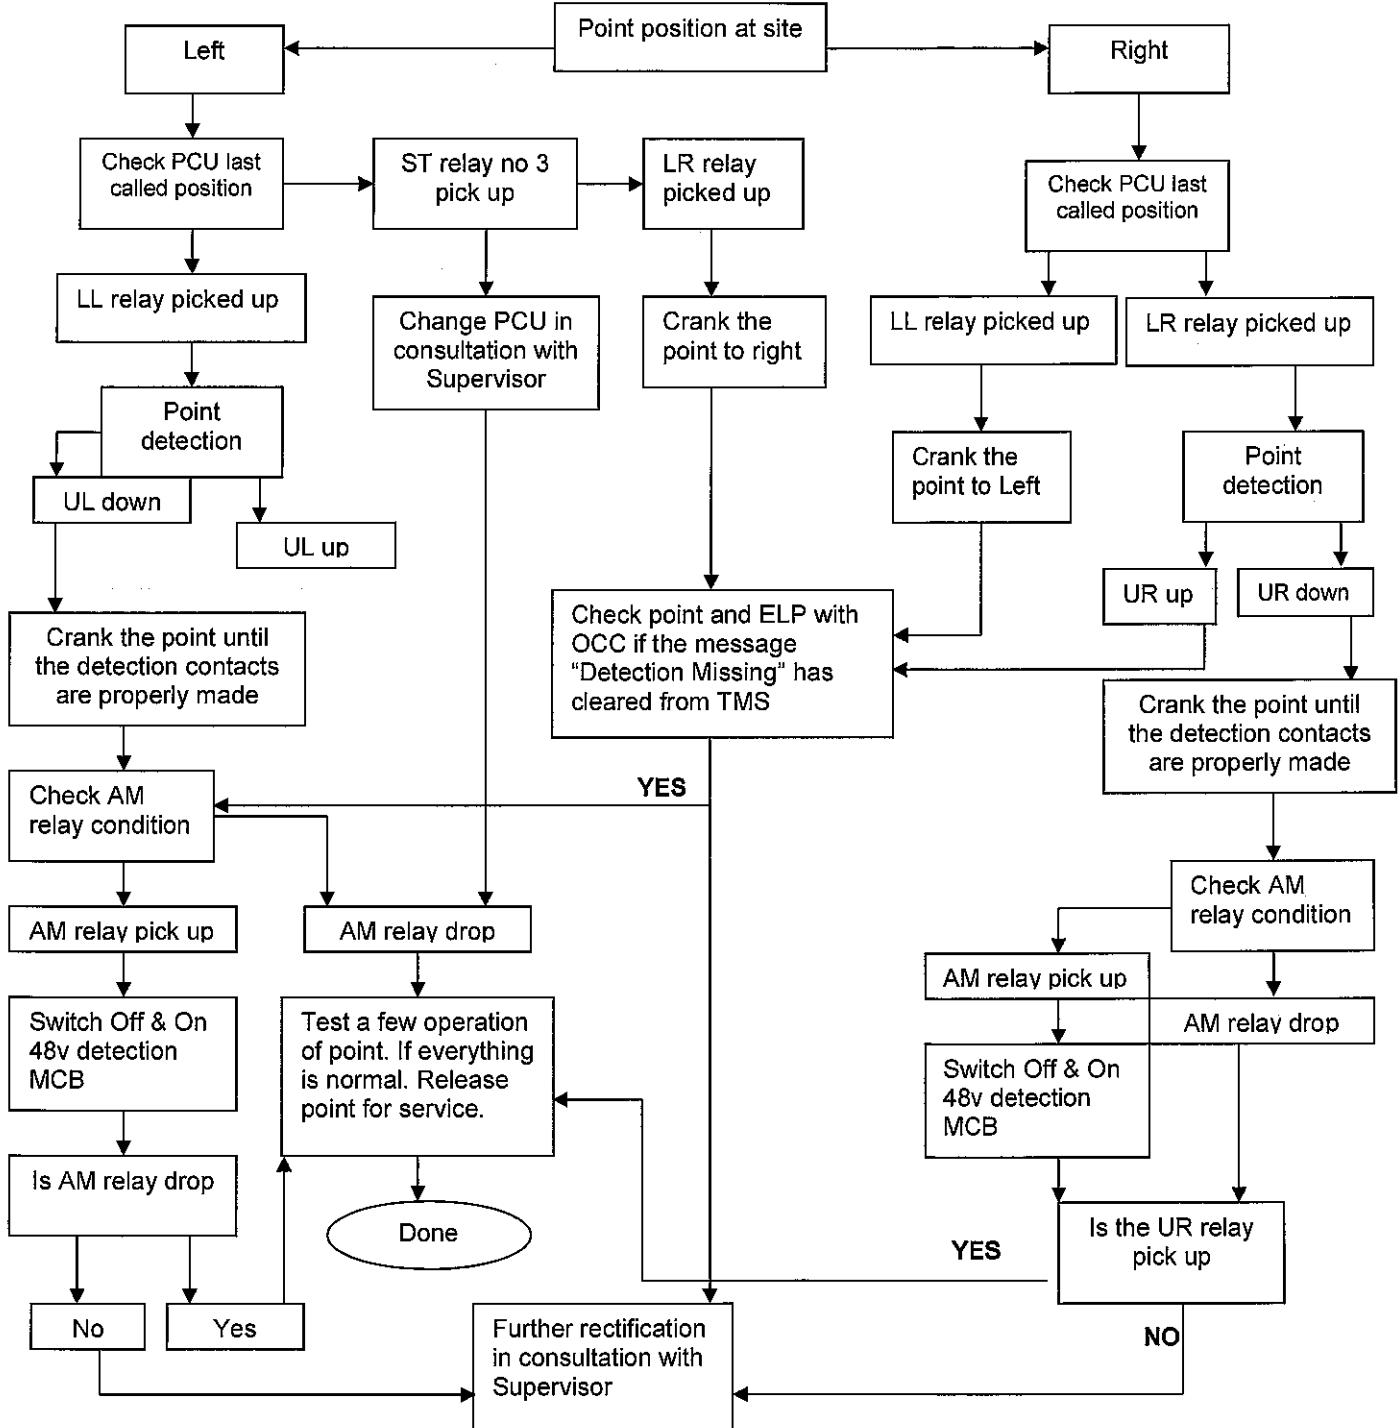 Point position at site
Left
Right
Check PCU last
called position
ST relay no 3
pick up
LR relay
picked up
Check PCU last
called position
LL relay picked up
Change PCU in
consultation with
Supervisor
Crank the
point to right
LL relay picked up
LR relay picked up
Point
detection
UL down
UL up
Crank the
point to Left
Point
detection
UR up
UR down
Crank the point until
the detection contacts
are properly made
Check point and ELP with
OCC if the message
“Detection Missing” has
cleared from TMS
Crank the point until
the detection contacts
are properly made
Check AM
relay condition
YES
Check AM
relay condition
AM relay pick up
AM relay drop
AM relay pick up
AM relay drop
Switch Off & On
48v detection
MCB
Test a few operation
of point. If everything
is normal. Release
point for service.
Switch Off & On
48v detection
MCB
Is AM relay drop
Done
YES
Is the UR relay
pick up
No
Yes
Further rectification
in consultation with
Supervisor
NO